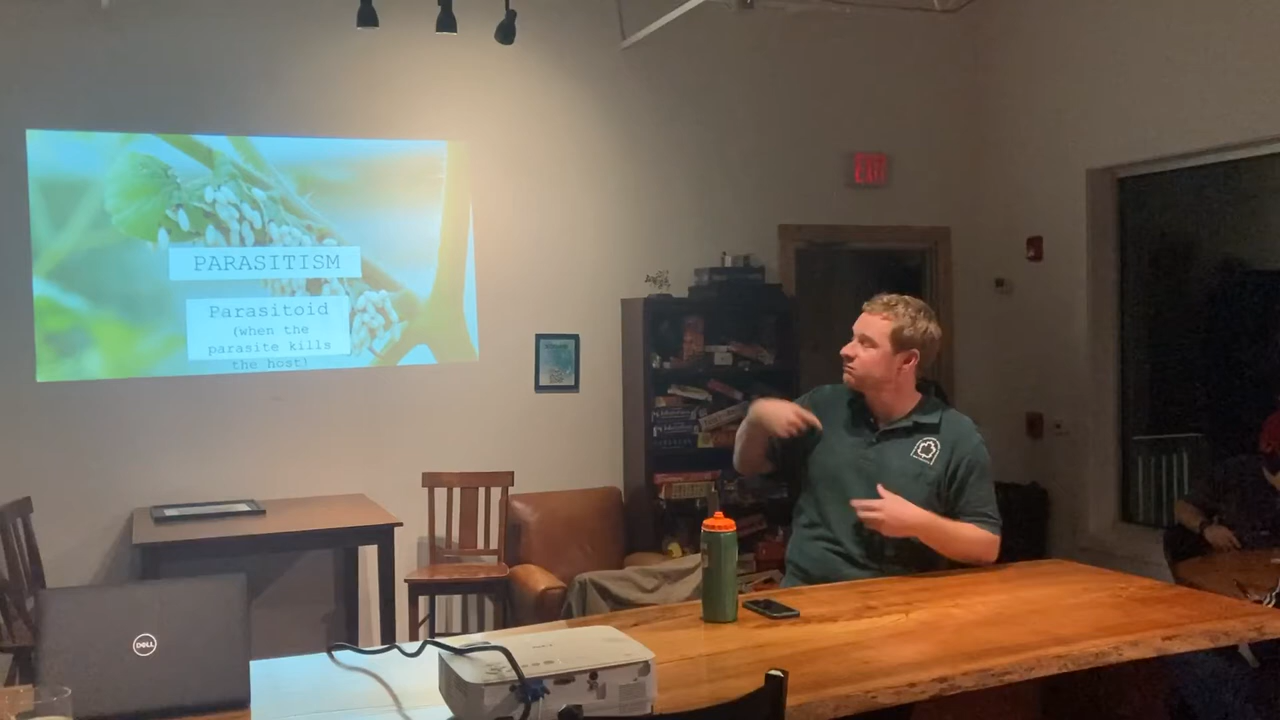 PARASITISM
Parasitoid
(when the
parasite kills
the host)
EXIT
DELL